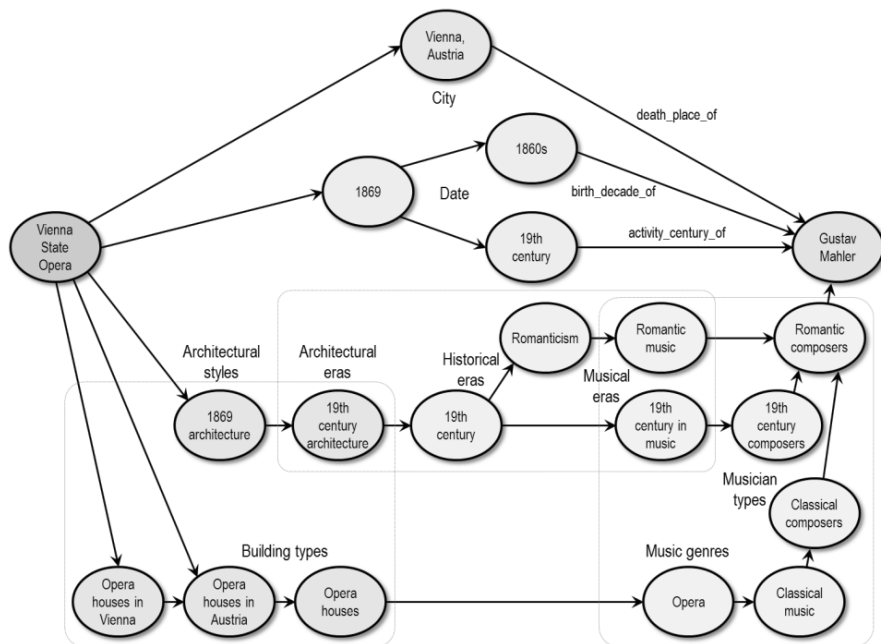 Vienna,
Austria
City
death_place_of
1860s
1869
Date
birth_decade_of
Vienna
State
Opera
19th
century
activity_century_of
Gustav
Mahler
Architectural
styles
Architectural
eras
Historical
eras
Romanticism
Musical
eras
Romantic
music
Romantic
composers
1869
architecture
19th
century
architecture
19th
century
19th
century in
music
19th
century
composers
Musician
types
Classical
composers
Building types
Music genres
Opera
houses in
Vienna
Opera
houses in
Austria
Opera
houses
Opera
Classical
music